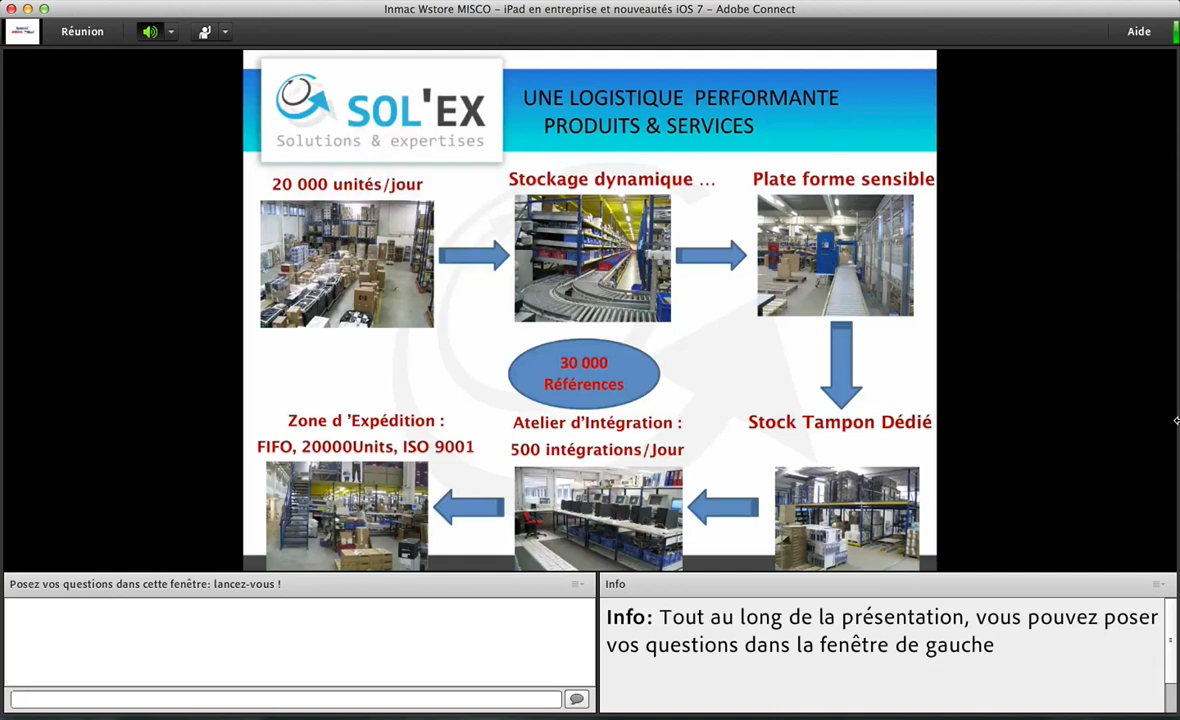 Inmac Wstore MISCO – iPad en entreprise et nouveautés iOS 7 - Adobe Connect
Réunion
Aide
SOL'EX
Solutions & expertises
UNE LOGISTIQUE PERFORMANTE
PRODUITS & SERVICES
20 000 unités/jour
Stockage dynamique ...
Plate forme sensible
30 000
Références
Zone d 'Expédition :
FIFO, 20000Units, ISO 9001
Atelier d'Intégration :
500 intégrations/Jour
Stock Tampon Dédié
Posez vos questions dans cette fenêtre: lancez-vous !
Info
Info: Tout au long de la présentation, vous pouvez poser
vos questions dans la fenêtre de gauche